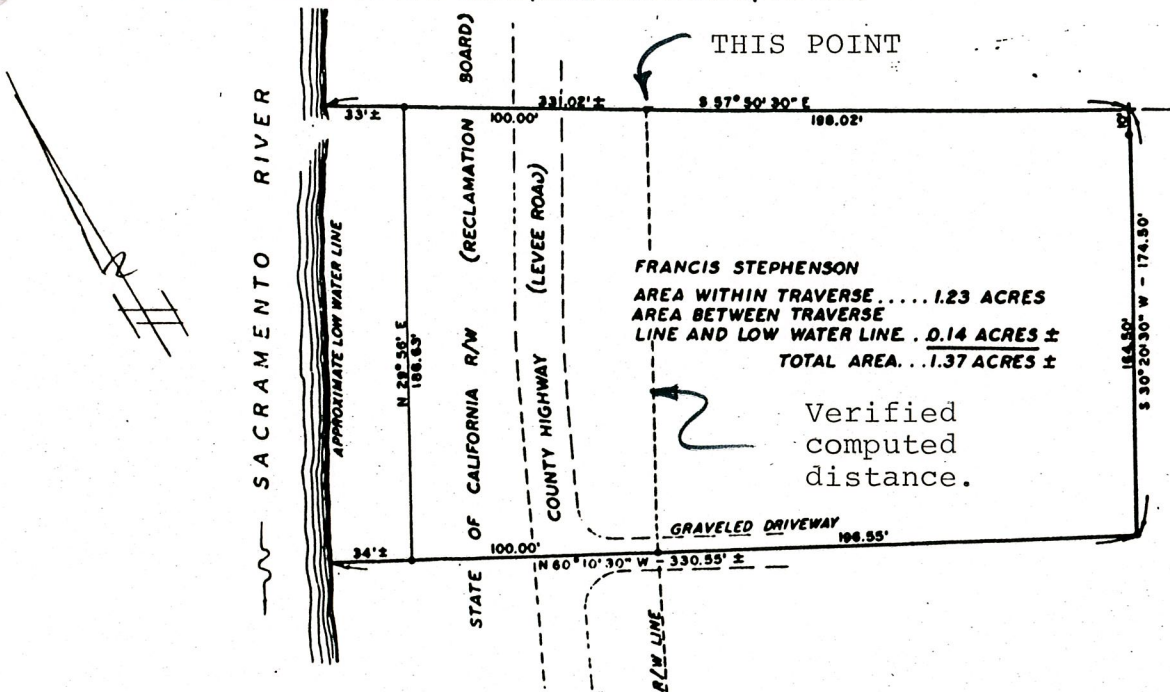 THIS POINT
331.02' ±
S 57° 50' 30" E
33' ±
100.00'
198.02'
10'
SACRAMENTO RIVER
APPROXIMATE LOW WATER LINE
N 29° 56' E
186.63'
STATE OF CALIFORNIA R/W (RECLAMATION BOARD)
COUNTY HIGHWAY (LEVEE ROAD)
FRANCIS STEPHENSON
AREA WITHIN TRAVERSE..... 1.23 ACRES
AREA BETWEEN TRAVERSE
LINE AND LOW WATER LINE.. 0.14 ACRES ±
TOTAL AREA... 1.37 ACRES ±
164.50'
S 30° 20' 30" W - 174.50'
Verified
computed
distance.
GRAVELED DRIVEWAY
34' ±
100.00'
196.55'
N 60° 10' 30" W - 330.55' ±
R/W LINE